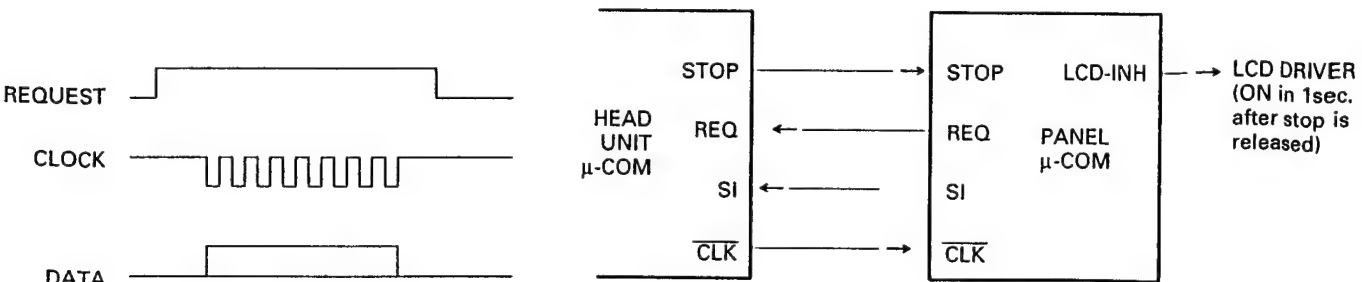 REQUEST
CLOCK
DATA
HEAD
UNIT
μ-COM
STOP
REQ
SI
CLK
STOP
REQ
SI
CLK
LCD-INH
PANEL
μ-COM
LCD DRIVER
(ON in 1sec.
after stop is
released)